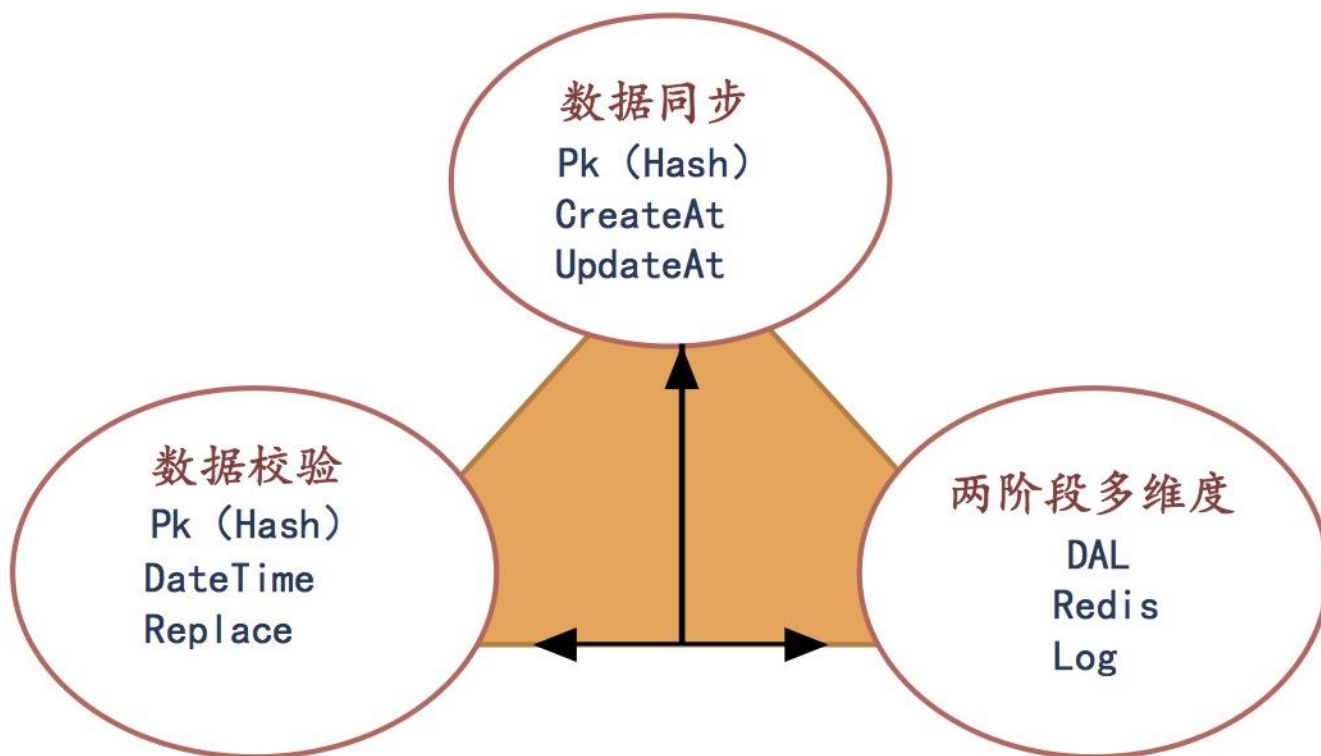 数据同步
Pk（Hash）
CreateAt
UpdateAt
数据校验
Pk（Hash）
DateTime
Replace
两阶段多维度
DAL
Redis
Log